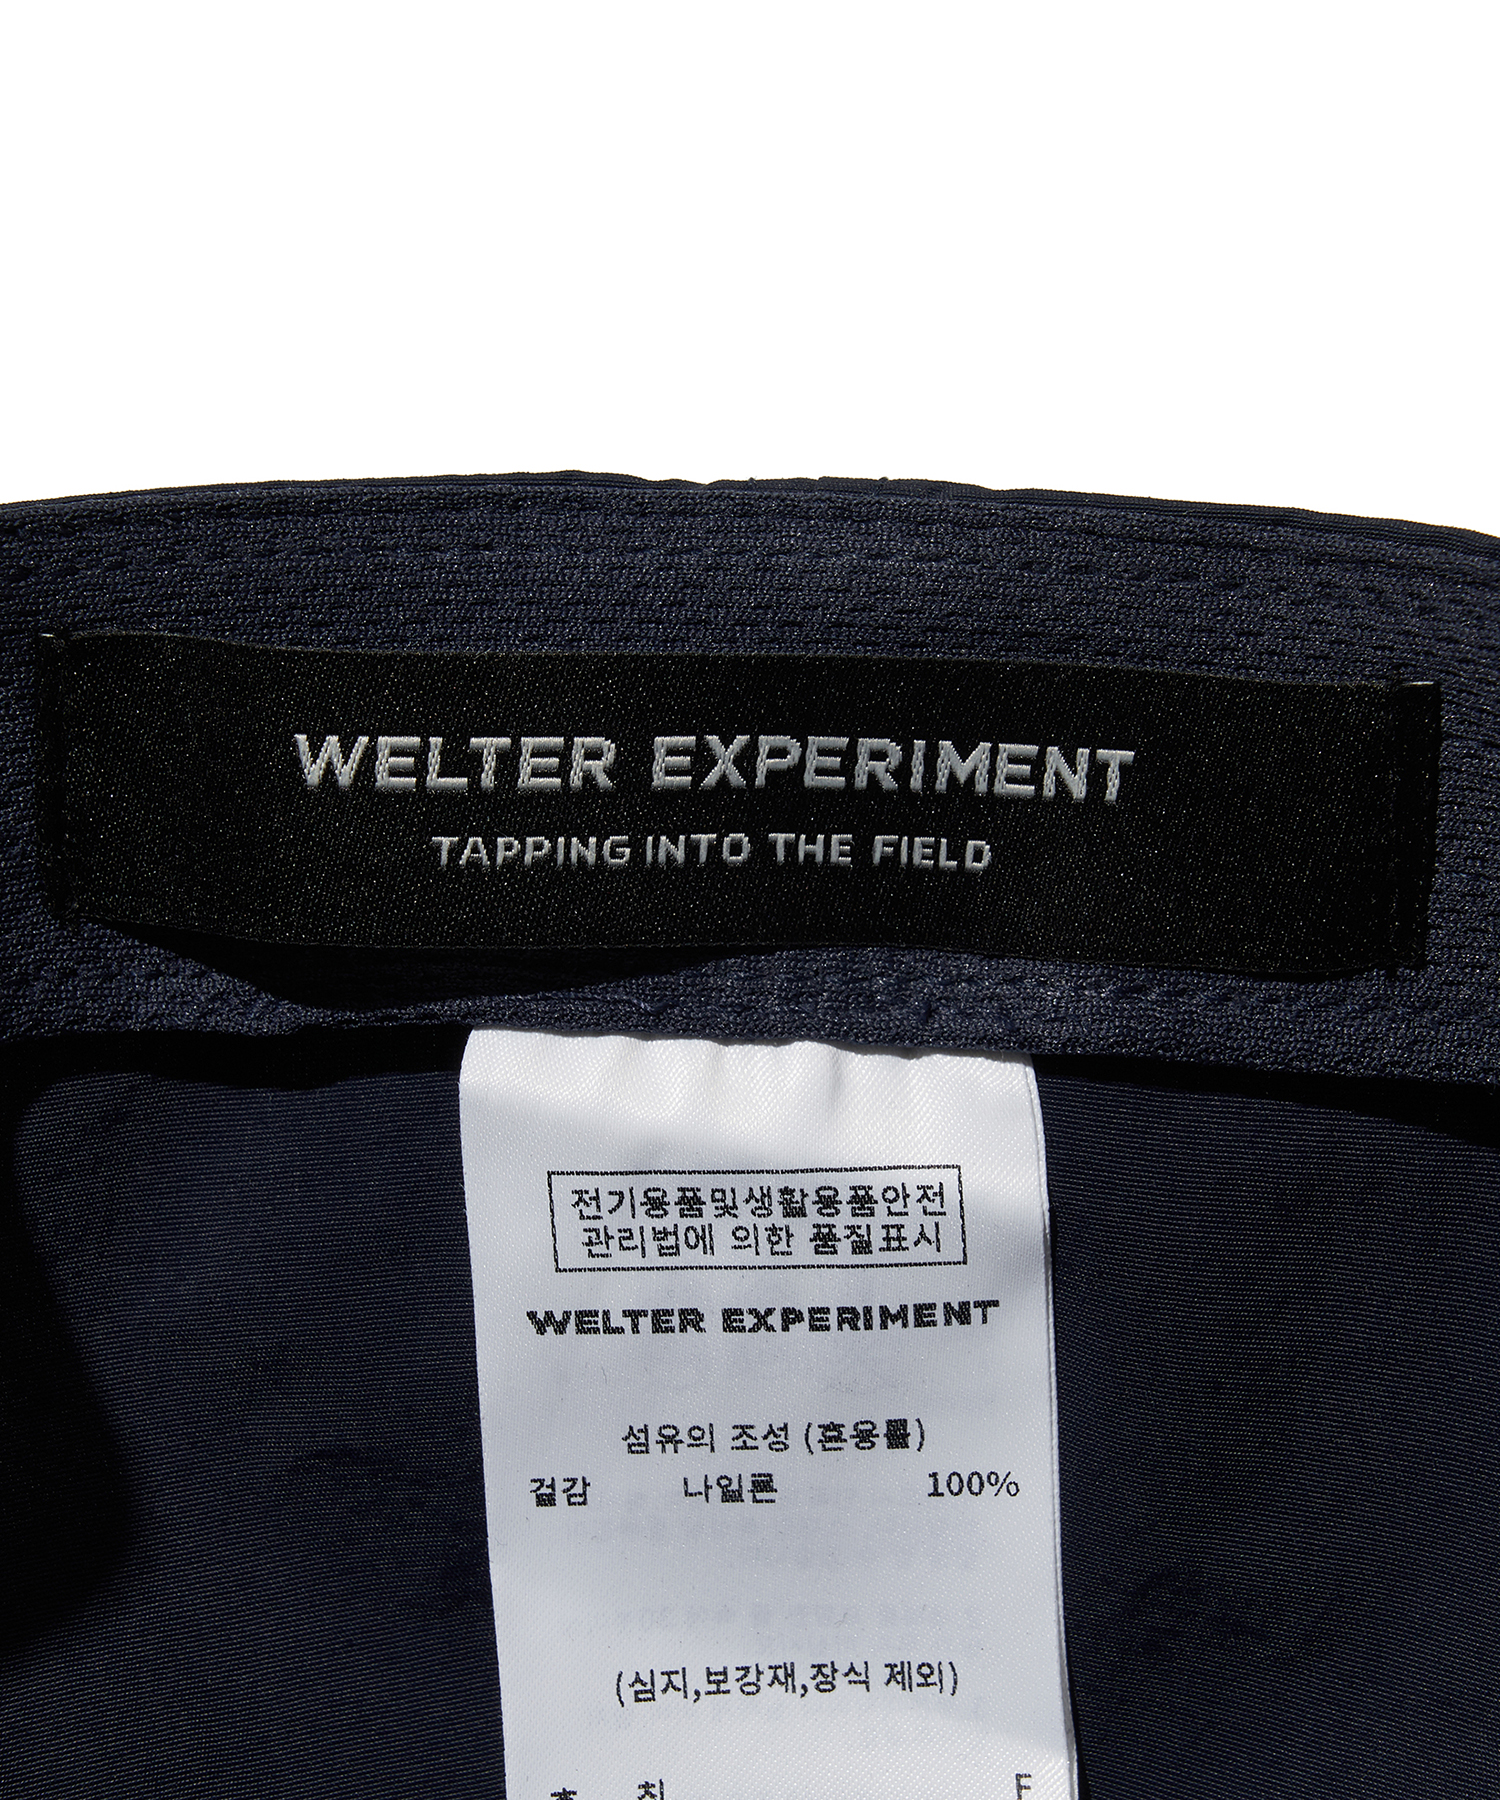 WELTER EXPERIMENT
TAPPING INTO THE FIELD
전기용품및생활용품안전
관리법에 의한 품질표시
WELTER EXPERIMENT
섬유의 조성 (혼용률)
겉감 나일론 100%
(심지,보강재,장식 제외)